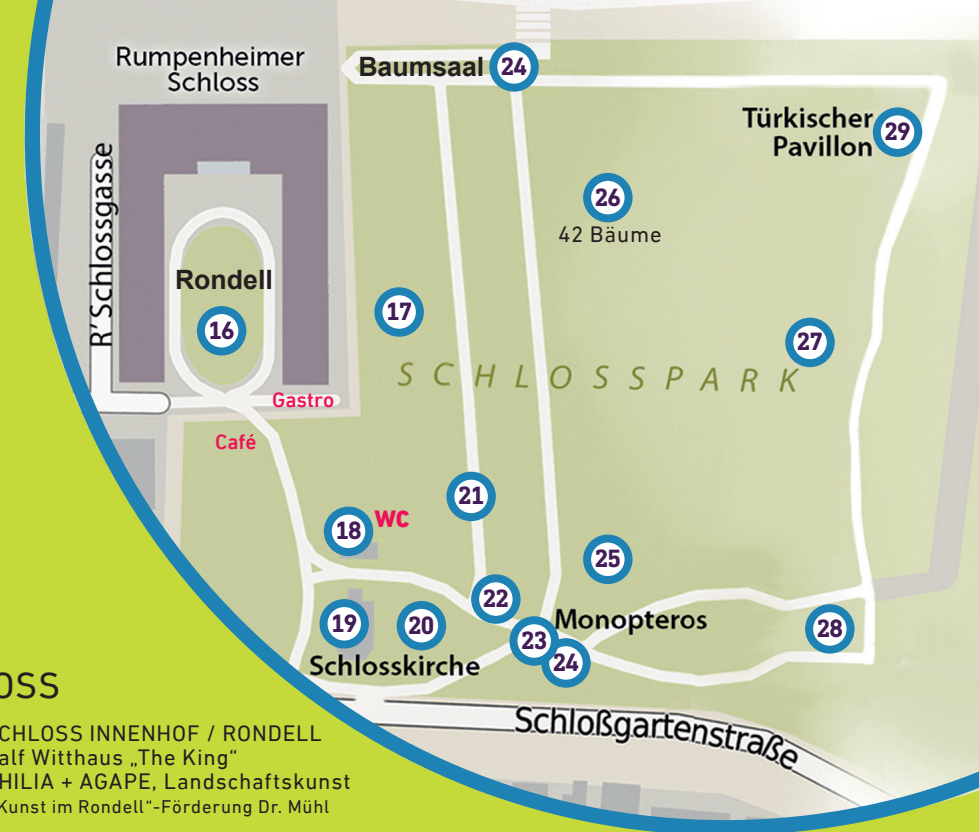 Rumpenheimer
Schloss
Baumsaal 24
Türkischer
Pavillon
29
26
42 Bäume
R' Schlossgasse
Rondell
16
17
27
SCHLOSSPARK
Gastro
Café
21
18 WC
25
22
19
20
Monopteros
23
24
28
Schlosskirche
Schloßgartenstraße
OSS
CHLOSS INNENHOF / RONDELL
alf Witthaus „The King“
HILIA + AGAPE, Landschaftskunst
Kunst im Rondell“-Förderung Dr. Mühl